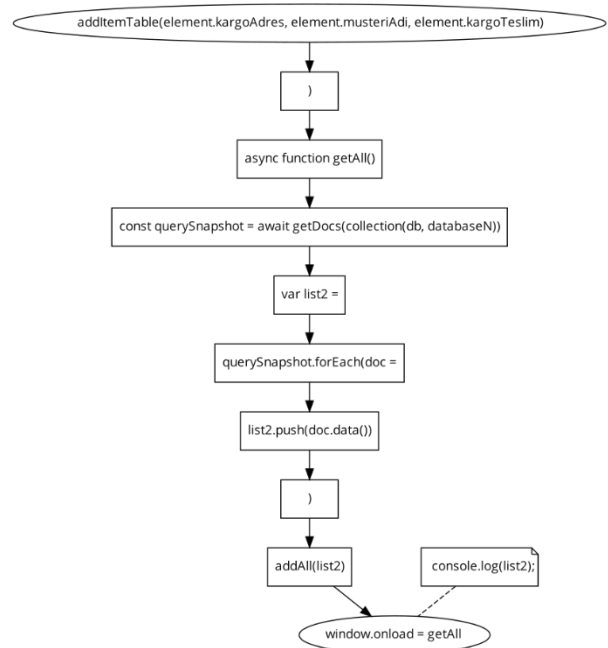 addItemTable(element.kargoAdres, element.musteriAdi, element.kargoTeslim)
)
async function getAll()
const querySnapshot = await getDocs(collection(db, databaseN))
var list2 =
querySnapshot.forEach(doc =
list2.push(doc.data())
)
addAll(list2)
console.log(list2);
window.onload = getAll